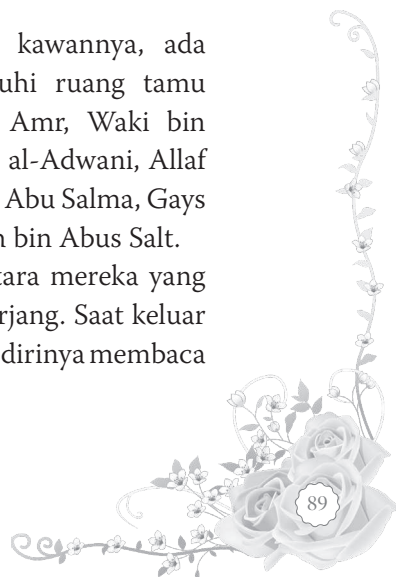 kawannya, ada
uhi ruang tamu
Amr, Waki bin
al-Adwani, Allaf
Abu Salma, Gays
n bin Abus Salt.
tara mereka yang
rjang. Saat keluar
dirinya membaca
89